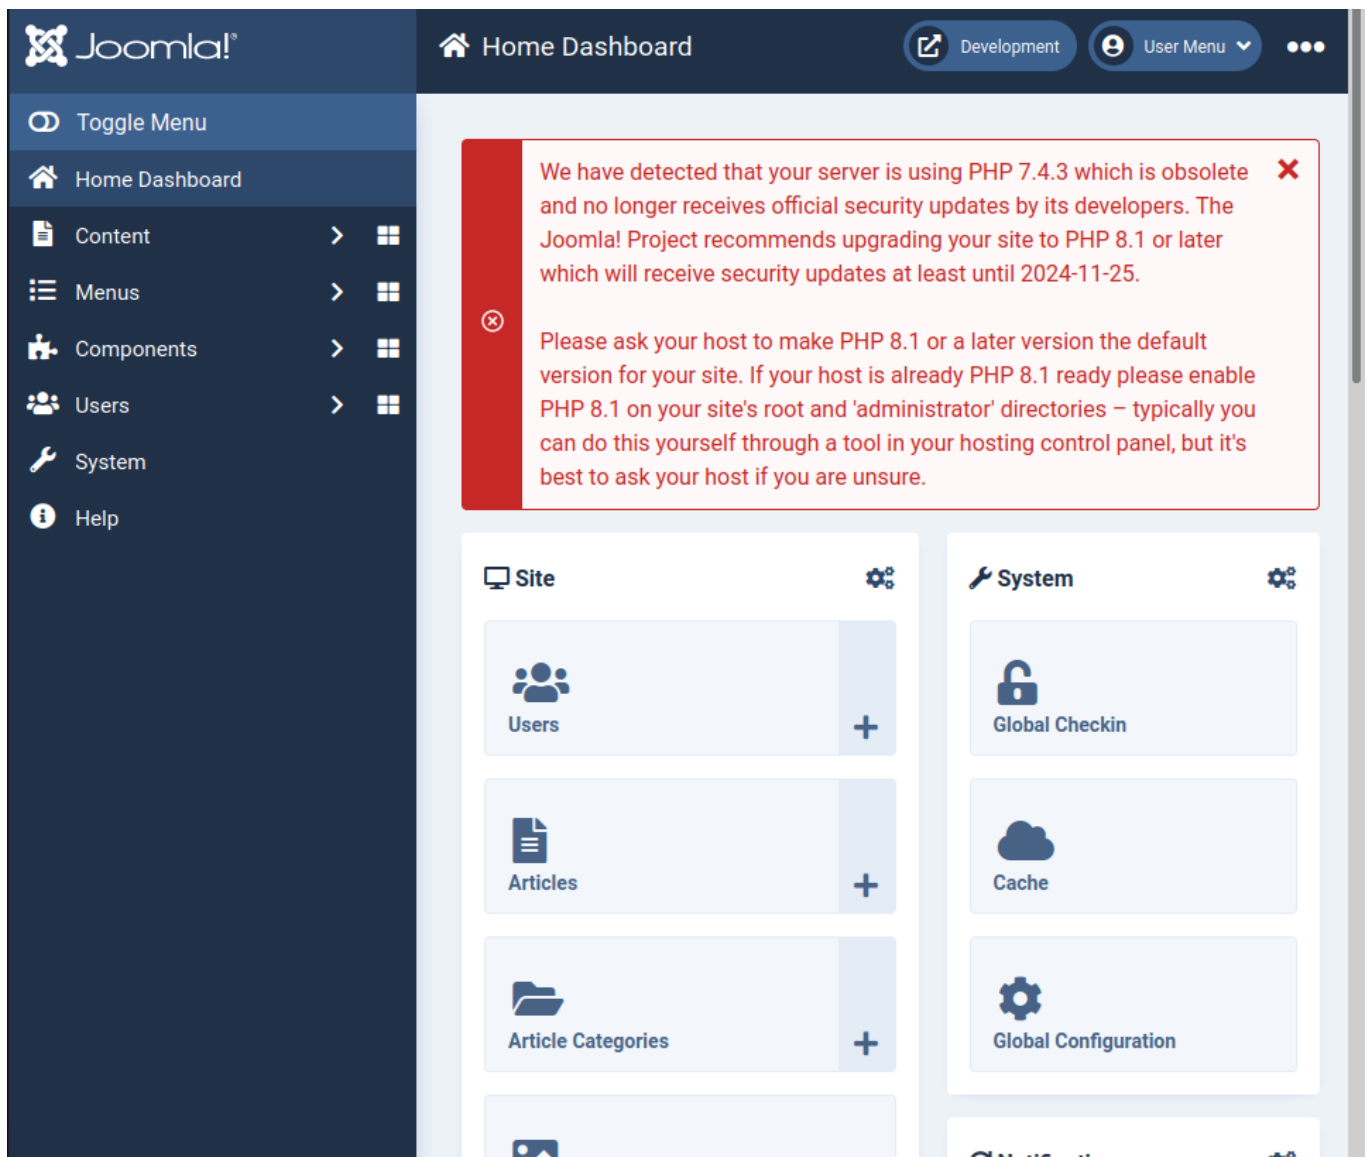 Joomla!
Home Dashboard
Development
User Menu
Toggle Menu
Home Dashboard
Content
Menus
Components
Users
System
Help
We have detected that your server is using PHP 7.4.3 which is obsolete
and no longer receives official security updates by its developers. The
Joomla! Project recommends upgrading your site to PHP 8.1 or later
which will receive security updates at least until 2024-11-25.
Please ask your host to make PHP 8.1 or a later version the default
version for your site. If your host is already PHP 8.1 ready please enable
PHP 8.1 on your site's root and 'administrator' directories – typically you
can do this yourself through a tool in your hosting control panel, but it's
best to ask your host if you are unsure.
Site
Users
Articles
Article Categories
System
Global Checkin
Cache
Global Configuration